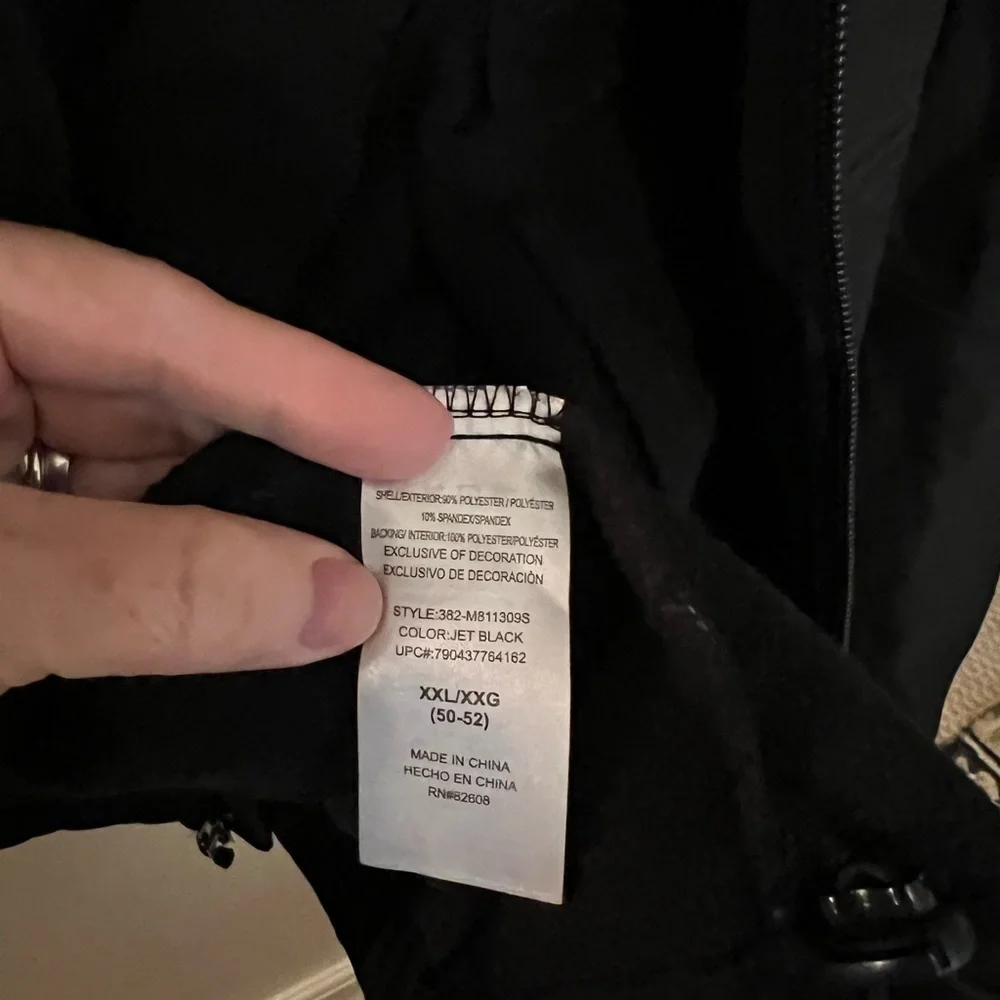 SHELL/EXTERIOR:90% POLYESTER / POLYÉSTER
10% SPANDEX/SPANDEX
BACKING/ INTERIOR:100% POLYESTER/POLYÉSTER
EXCLUSIVE OF DECORATION
EXCLUSIVO DE DECORACIÒN
STYLE:382-M811309S
COLOR:JET BLACK
UPC#:790437764162
XXL/XXG
(50-52)
MADE IN CHINA
HECHO EN CHINA
RN#82608